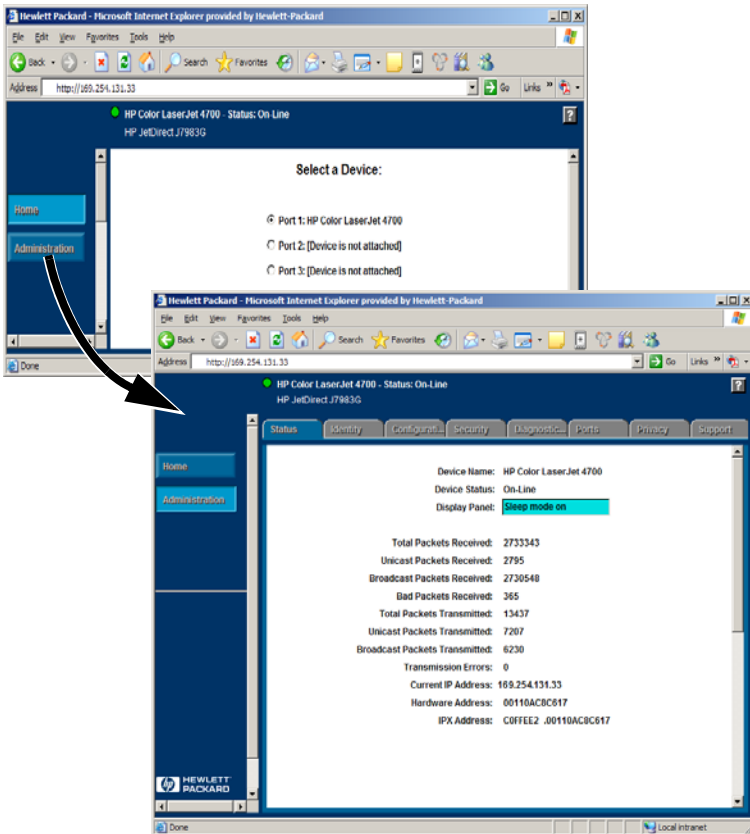 Hewlett Packard - Microsoft Internet Explorer provided by Hewlett-Packard
File Edit View Favorites Tools Help
Back Search Favorites
Address http://169.254.131.33 Go Links »
HP Color LaserJet 4700 - Status: On-Line
HP JetDirect J7983G
?
Select a Device:
Home
Administration
Port 1: HP Color LaserJet 4700
Port 2: [Device is not attached]
Port 3: [Device is not attached]
Done
Hewlett Packard - Microsoft Internet Explorer provided by Hewlett-Packard
File Edit View Favorites Tools Help
Back Search Favorites
Address http://169.254.131.33 Go Links »
HP Color LaserJet 4700 - Status: On-Line
HP JetDirect J7983G
?
Status Identity Configurati... Security Diagnostic... Ports Privacy Support
Home
Administration
Device Name: HP Color LaserJet 4700
Device Status: On-Line
Display Panel: Sleep mode on
Total Packets Received: 2733343
Unicast Packets Received: 2795
Broadcast Packets Received: 2730548
Bad Packets Received: 365
Total Packets Transmitted: 13437
Unicast Packets Transmitted: 7207
Broadcast Packets Transmitted: 6230
Transmission Errors: 0
Current IP Address: 169.254.131.33
Hardware Address: 00110AC8C617
IPX Address: C0FFEE2 .00110AC8C617
hp HEWLETT
PACKARD
Done Local intranet